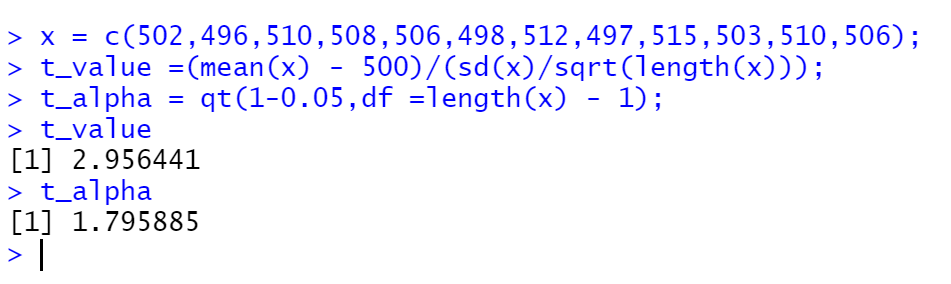 > x = c(502,496,510,508,506,498,512,497,515,503,510,506);
> t_value =(mean(x) - 500)/(sd(x)/sqrt(length(x)));
> t_alpha = qt(1-0.05,df =length(x) - 1);
> t_value
[1] 2.956441
> t_alpha
[1] 1.795885
>